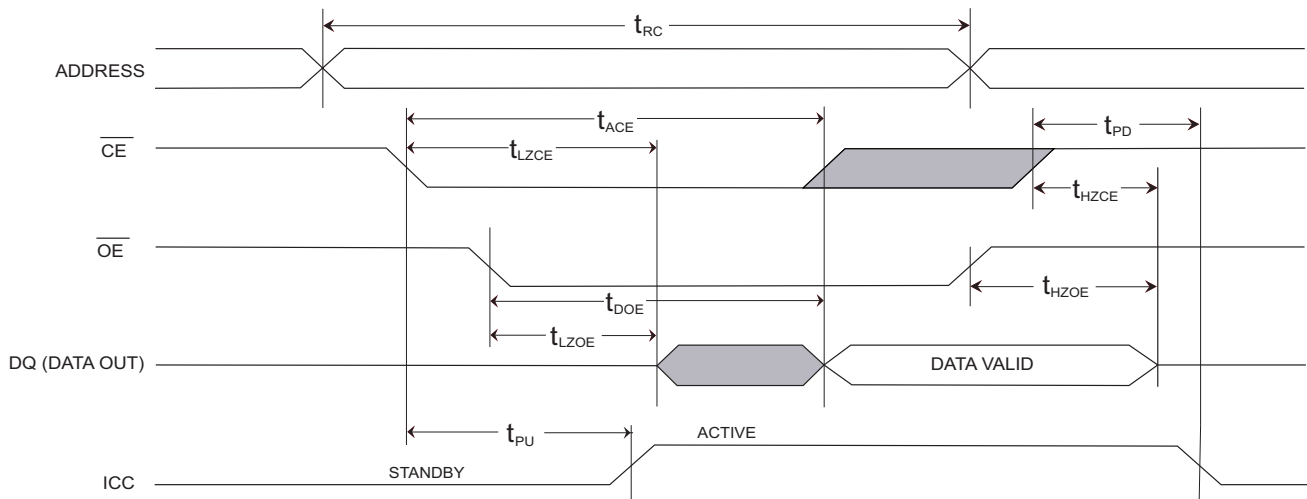 tRC
ADDRESS
tACE
tPD
CE
tLZCE
tHZCE
OE
tHZOE
tDOE
tLZOE
DQ (DATA OUT)
DATA VALID
tPU
ACTIVE
STANDBY
ICC